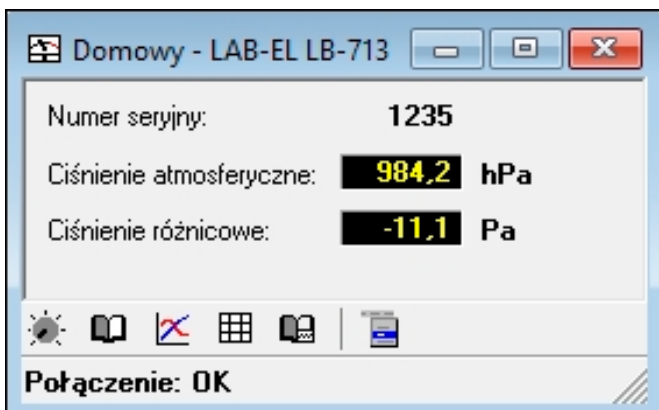 Domowy - LAB-EL LB-713
Numer seryjny: 1235
Ciśnienie atmosferyczne: 984,2 hPa
Ciśnienie różnicowe: -11,1 Pa
Połączenie: OK